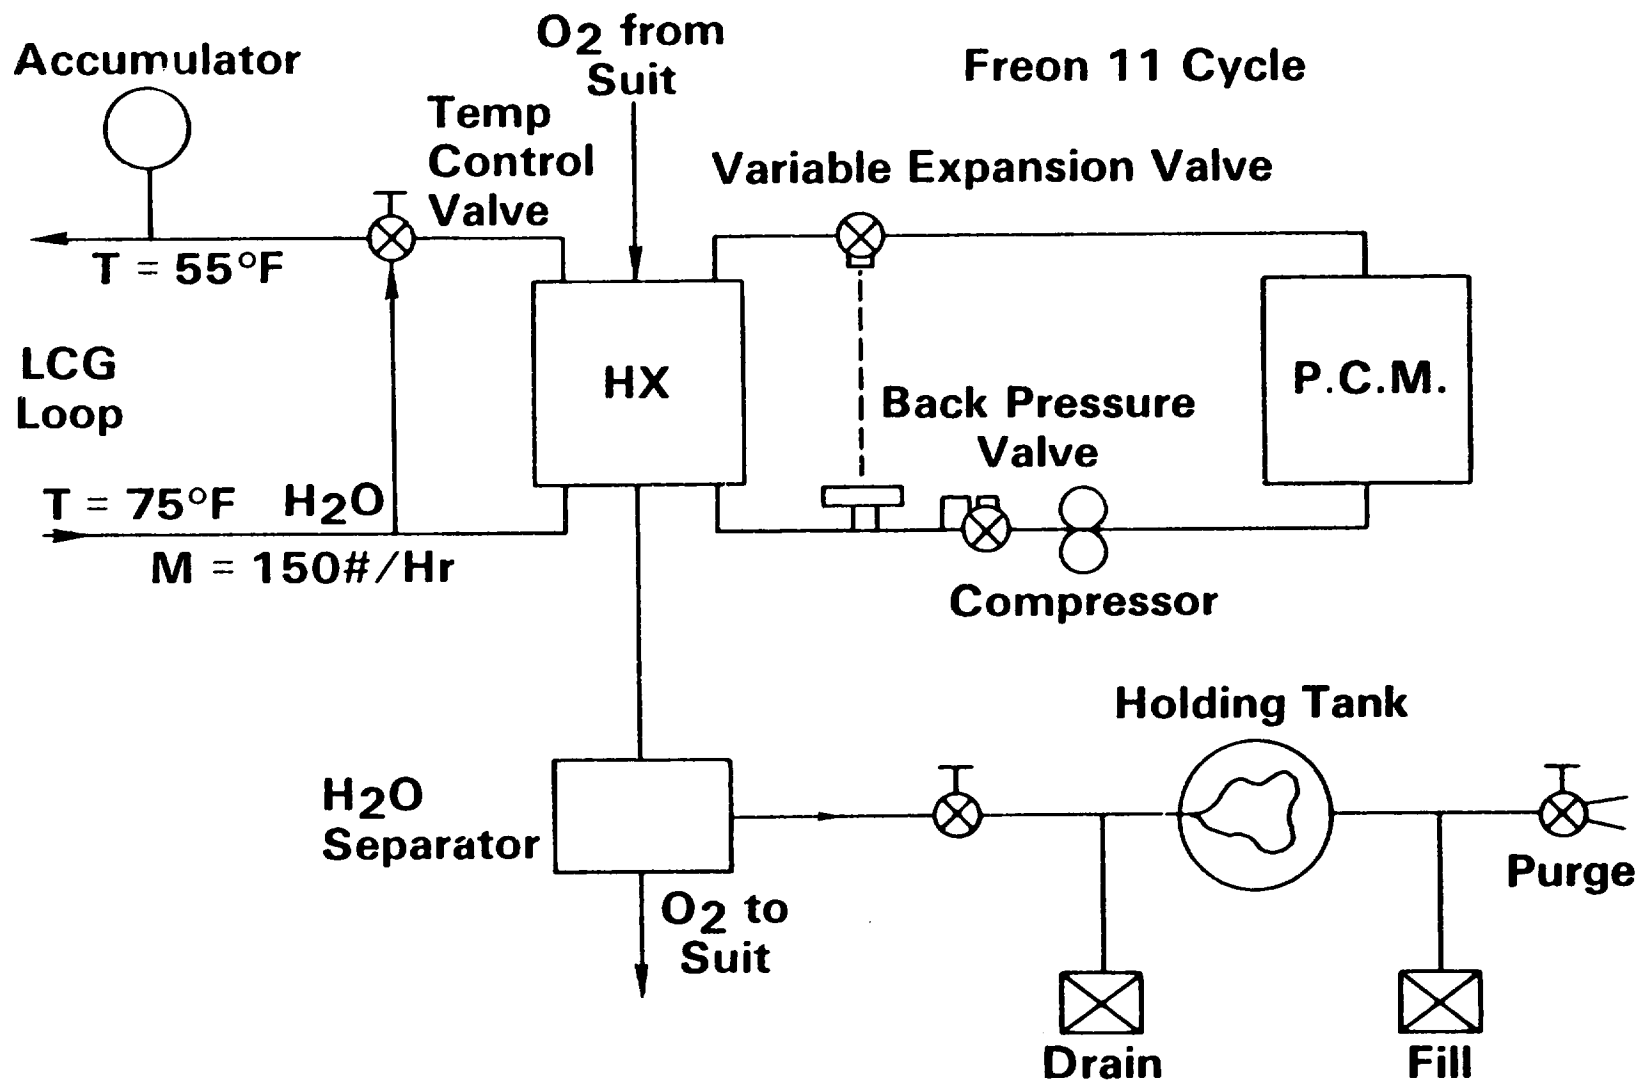 Accumulator
O2 from
Suit
Freon 11 Cycle
Temp
Control
Valve
Variable Expansion Valve
T = 55°F
LCG
Loop
HX
P.C.M.
Back Pressure
Valve
T = 75°F H2O
M = 150#/Hr
Compressor
Holding Tank
H2O
Separator
Purge
O2 to
Suit
Drain
Fill